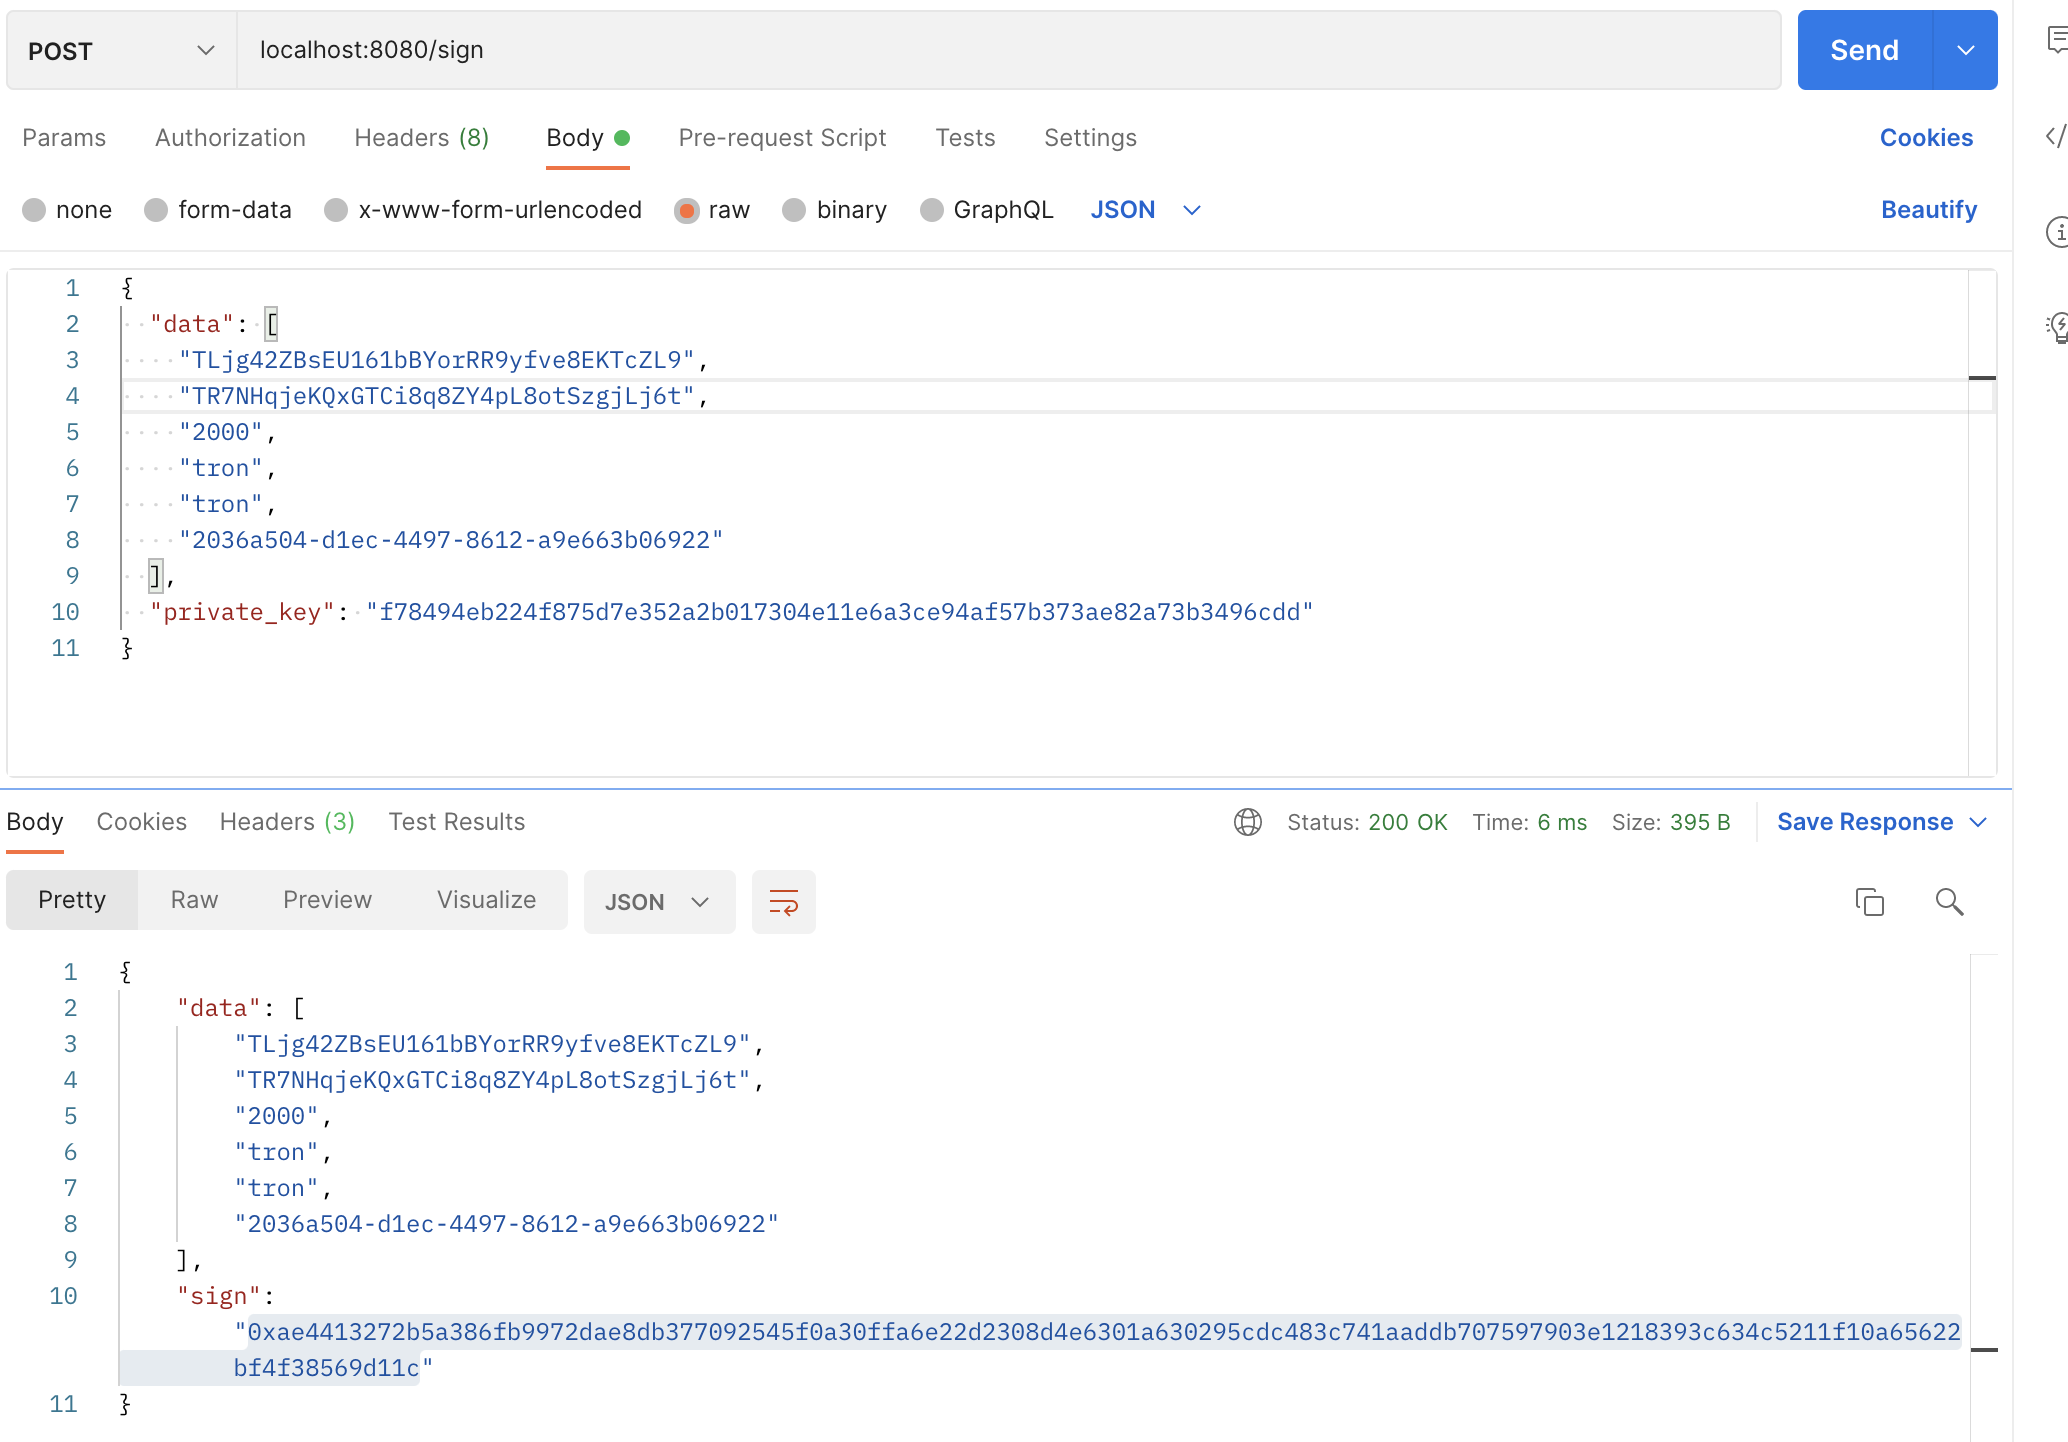 POST localhost:8080/sign Send
Params Authorization Headers (8) Body Pre-request Script Tests Settings Cookies
none form-data x-www-form-urlencoded raw binary GraphQL JSON Beautify
1 {
2 "data": [
3 "TLjg42ZBsEU161bBYorRR9yfve8EKTcZL9",
4 "TR7NHqjeKQxGTCi8q8ZY4pL8otSzgjLj6t",
5 "2000",
6 "tron",
7 "tron",
8 "2036a504-d1ec-4497-8612-a9e663b06922"
9 ],
10 "private_key": "f78494eb224f875d7e352a2b017304e11e6a3ce94af57b373ae82a73b3496cdd"
11 }
Body Cookies Headers (3) Test Results Status: 200 OK Time: 6 ms Size: 395 B Save Response
Pretty Raw Preview Visualize JSON
1 {
2 "data": [
3 "TLjg42ZBsEU161bBYorRR9yfve8EKTcZL9",
4 "TR7NHqjeKQxGTCi8q8ZY4pL8otSzgjLj6t",
5 "2000",
6 "tron",
7 "tron",
8 "2036a504-d1ec-4497-8612-a9e663b06922"
9 ],
10 "sign":
"0xae4413272b5a386fb9972dae8db377092545f0a30ffa6e22d2308d4e6301a630295cdc483c741aaddb707597903e1218393c634c5211f10a65622
bf4f38569d11c"
11 }